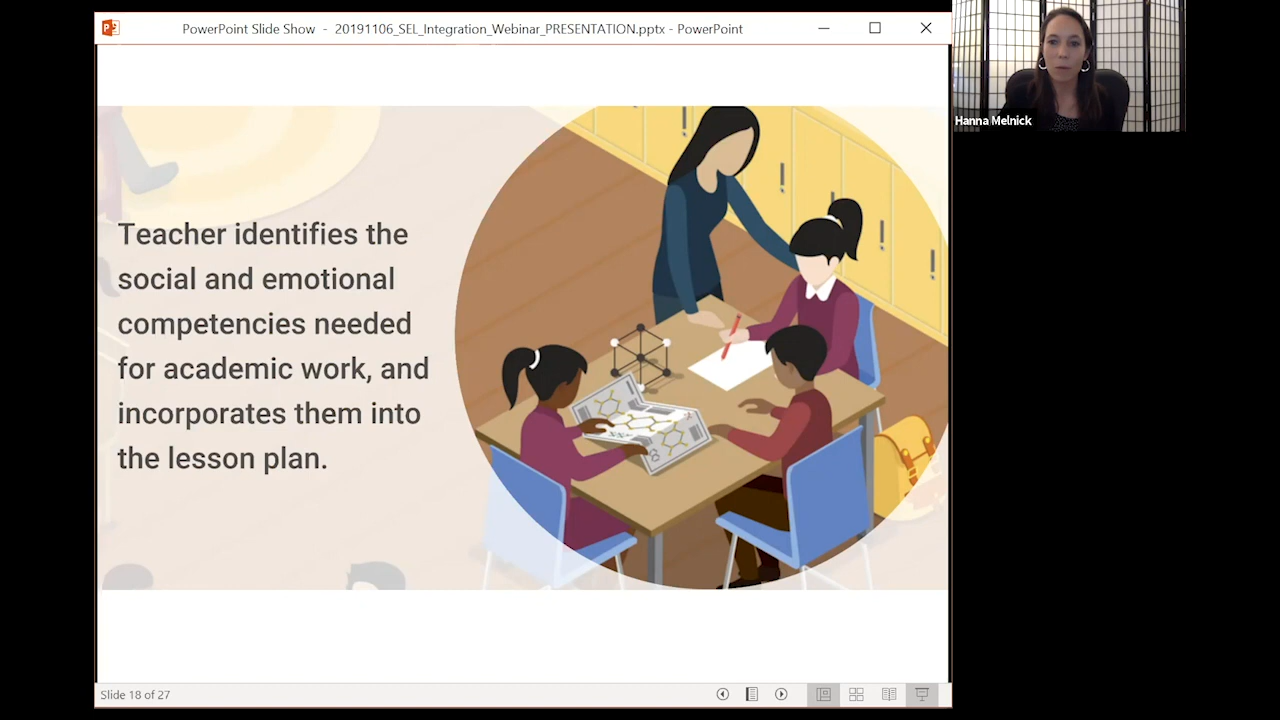 PowerPoint Slide Show - 20191106_SEL_Integration_Webinar_PRESENTATION.pptx - PowerPoint
Hanna Melnick
Teacher identifies the
social and emotional
competencies needed
for academic work, and
incorporates them into
the lesson plan.
Slide 18 of 27